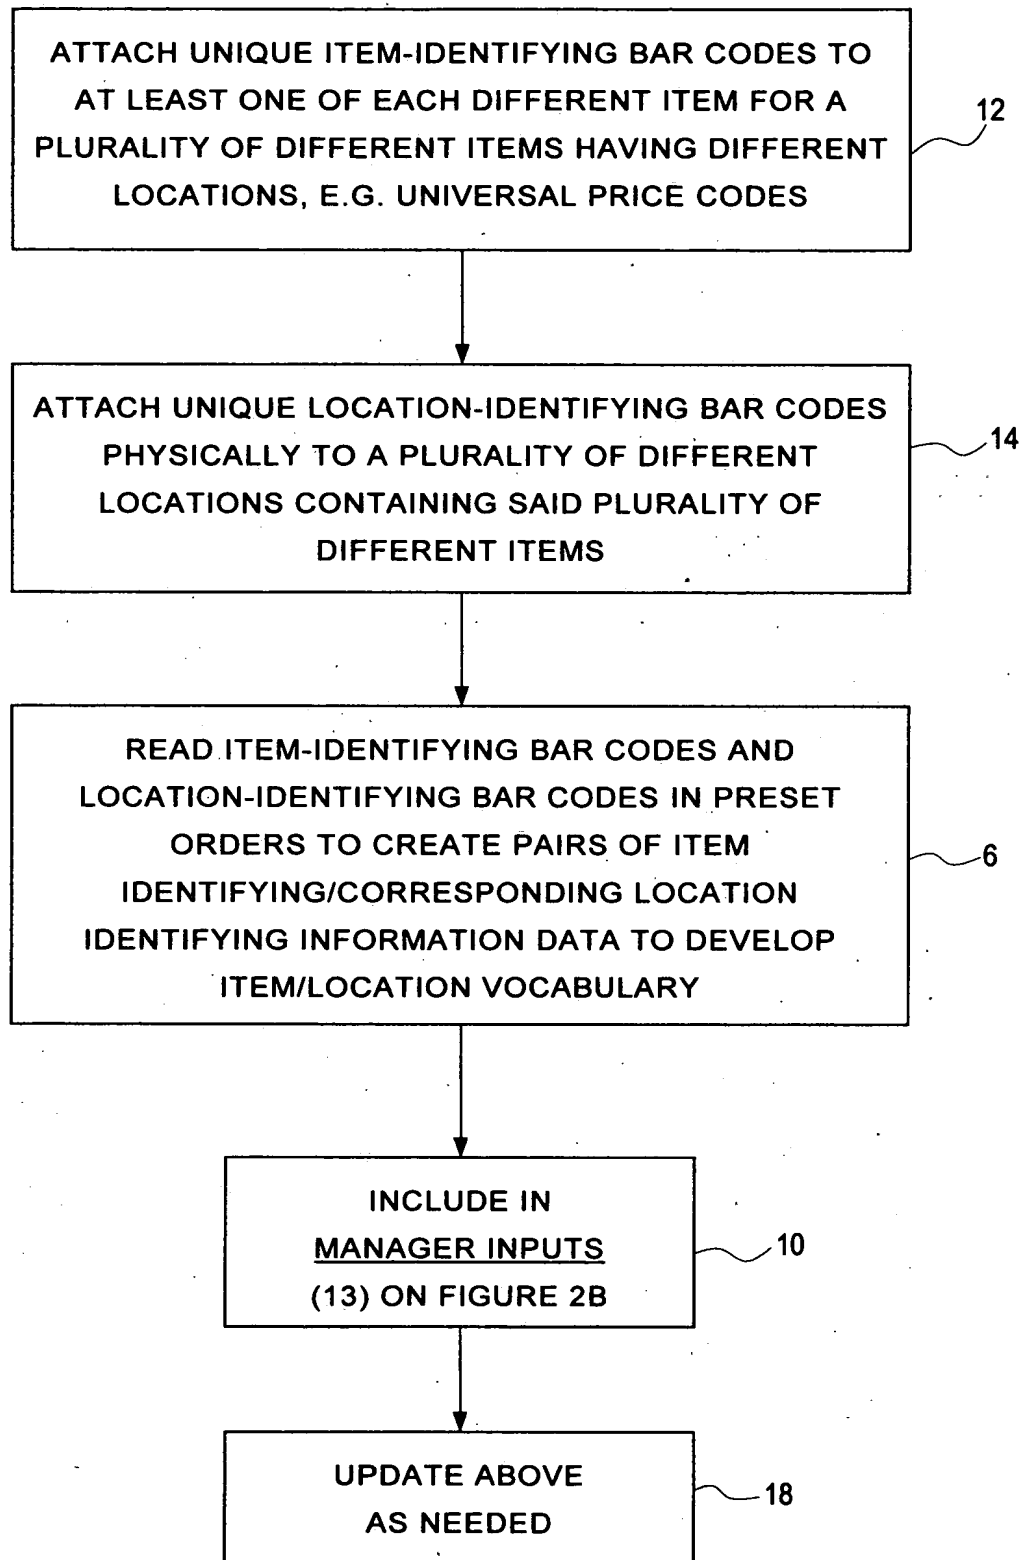 ATTACH UNIQUE ITEM-IDENTIFYING BAR CODES TO
AT LEAST ONE OF EACH DIFFERENT ITEM FOR A
PLURALITY OF DIFFERENT ITEMS HAVING DIFFERENT
LOCATIONS, E.G. UNIVERSAL PRICE CODES
12
ATTACH UNIQUE LOCATION-IDENTIFYING BAR CODES
PHYSICALLY TO A PLURALITY OF DIFFERENT
LOCATIONS CONTAINING SAID PLURALITY OF
DIFFERENT ITEMS
14
READ ITEM-IDENTIFYING BAR CODES AND
LOCATION-IDENTIFYING BAR CODES IN PRESET
ORDERS TO CREATE PAIRS OF ITEM
IDENTIFYING/CORRESPONDING LOCATION
IDENTIFYING INFORMATION DATA TO DEVELOP
ITEM/LOCATION VOCABULARY
6
INCLUDE IN
MANAGER INPUTS
(13) ON FIGURE 2B
10
UPDATE ABOVE
AS NEEDED
18